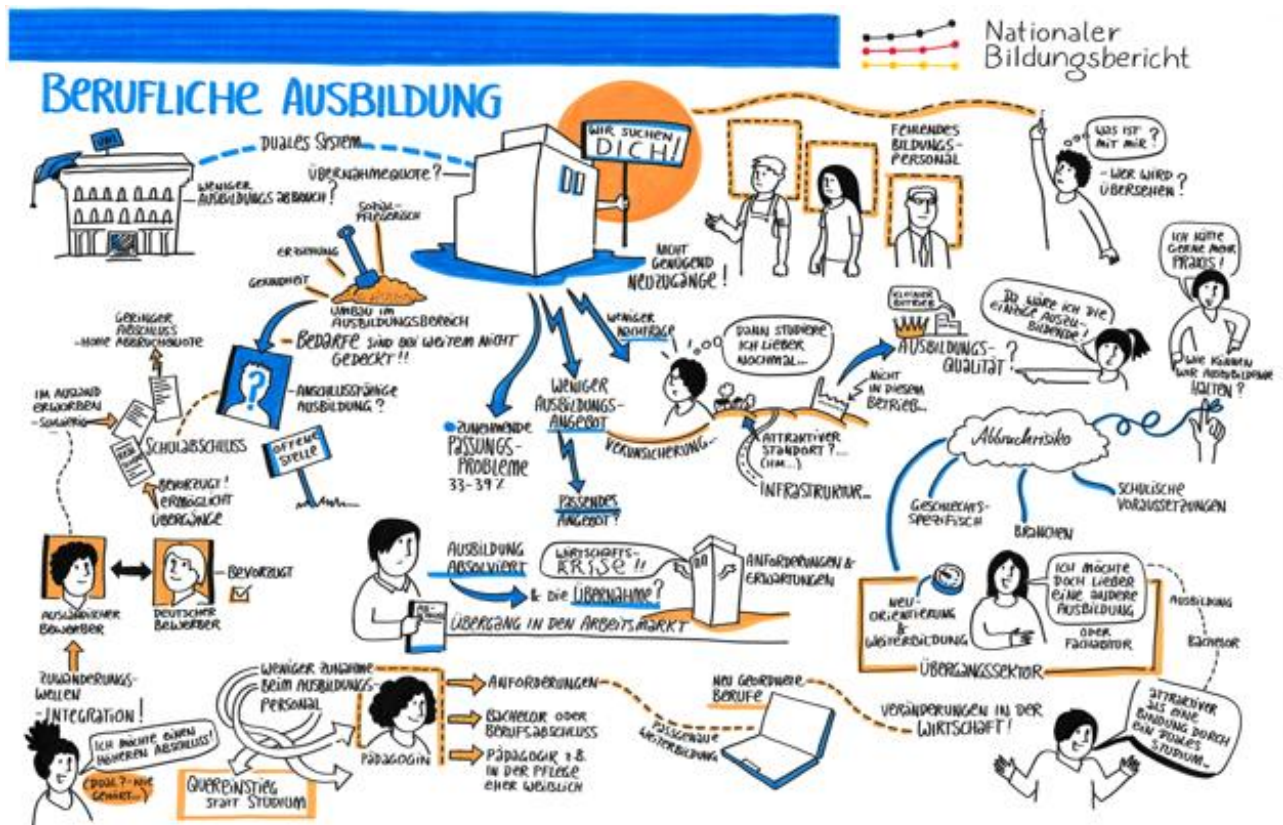 Nationaler
Bildungsbericht
BERUFLICHE AUSBILDUNG
UNI
DUALES SYSTEM
ÜBERNAHMEQUOTE?
WENIGER
AUSBILDUNGSABBRUCH?
WIR SUCHEN
DICH!
FEHLENDES
BILDUNGS-
PERSONAL
WAS IST
MIT MIR?
- WER WIRD
ÜBERSEHEN?
SOZIAL-
PFLEGERISCH
ERZIEHUNG
GESUNDHEIT
UMBAU IM
AUSBILDUNGSBEREICH
- BEDARFE SIND BEI WEITEM NICHT
GEDECKT!!
NICHT
GENÜGEND
NEUZUGÄNGE!
ICH HÄTTE
GERNE MEHR
PRAXIS!
DA WÄRE ICH DIE
EINZIGE AUSZU-
BILDENDE!
WIE KÖNNEN
WIR AUSZUBILDENDE
HALTEN?
KLEINER
BETRIEB
AUSBILDUNGS-
QUALITÄT?
NICHT
IN DIESEM
BETRIEB...
WENIGER
NACHFRAGE
DANN STUDIERE
ICH LIEBER
NOCHMAL...
GERINGER
ABSCHLUSS
- HOHE ABBRUCHQUOTE
IM AUSLAND
ERWORBEN
- SCHWIERIG
SCHULABSCHLUSS
- ANSCHLUSSFÄHIGE
AUSBILDUNG?
OFFENE
STELLE
BEVORZUGT!
ERMÖGLICHT
ÜBERGÄNGE
ZUNEHMENDE
PASSUNGS-
PROBLEME
33-39%
WENIGER
AUSBILDUNGS-
ANGEBOT
PASSENDES
ANGEBOT?
VERUNSICHERUNG...
ATTRAKTIVER
STANDORT?...
(HM...)
INFRASTRUKTUR...
Abbruchrisiko
GESCHLECHTS-
SPEZIFISCH
BRANCHEN
SCHULISCHE
VORAUSSETZUNGEN
AUSLÄNDISCHER
BEWERBER
DEUTSCHER
BEWERBER
- BEVORZUGT
AUSBILDUNG
ABSOLVIERT
WIRTSCHAFTS-
KRISE!!
& DIE ÜBERNAHME?
ÜBERGANG IN DEN ARBEITSMARKT
ANFORDERUNGEN &
ERWARTUNGEN
NEU-
ORIENTIERUNG
&
WEITERBILDUNG
ICH MÖCHTE
DOCH LIEBER
EINE ANDERE
AUSBILDUNG
ODER
FACHABITUR
ÜBERGANGSSEKTOR
AUSBILDUNG
BACHELOR
ZUWANDERUNGS-
WELLEN
- INTEGRATION!
ICH MÖCHTE EINEN
HÖHEREN ABSCHLUSS!
WENIGER ZUNAHME
BEIM AUSBILDUNGS-
PERSONAL
QUEREINSTIEG
STATT STUDIUM
PÄDAGOGIN
ANFORDERUNGEN
BACHELOR ODER
BERUFSABSCHLUSS
PÄDAGOGIK z.B.
IN DER PFLEGE
EHER WEIBLICH
PASSGENAUE
WEITERBILDUNG
NEU GEORDNETE
BERUFE
VERÄNDERUNGEN IN DER
WIRTSCHAFT!
ATTRAKTIVER
ALS EINE
BINDUNG DURCH
EIN DUALES
STUDIUM...